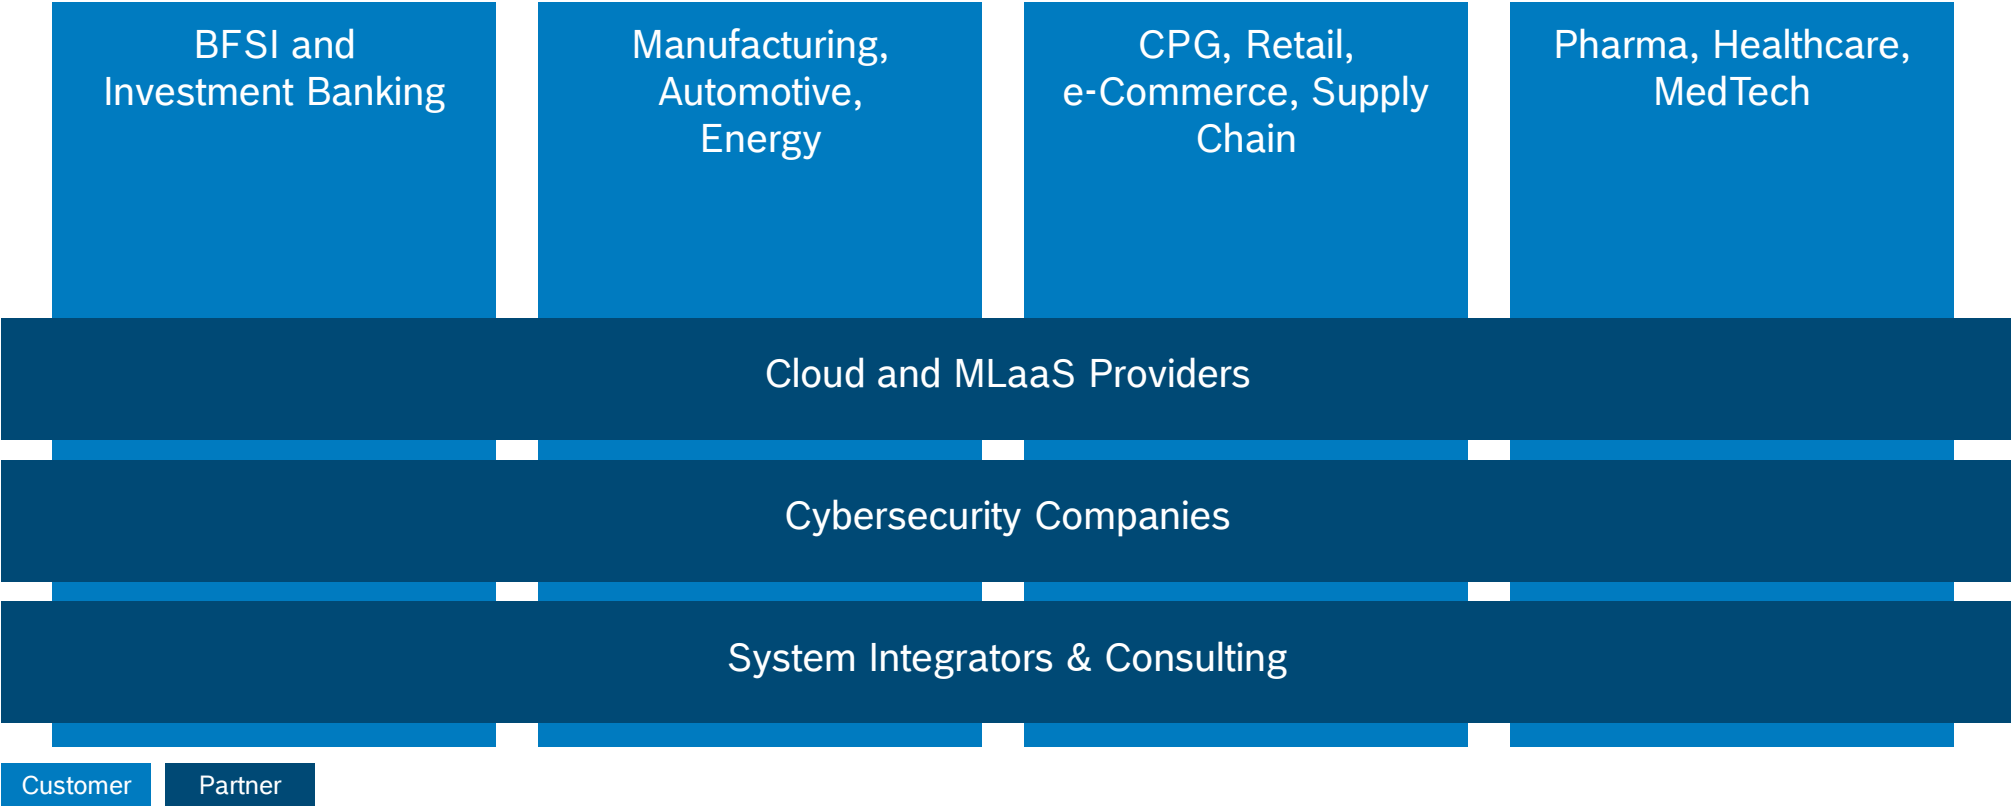 BFSI and
Investment Banking
Manufacturing,
Automotive,
Energy
CPG, Retail,
e-Commerce, Supply
Chain
Pharma, Healthcare,
MedTech
Cloud and MLaaS Providers
Cybersecurity Companies
System Integrators & Consulting
Customer
Partner